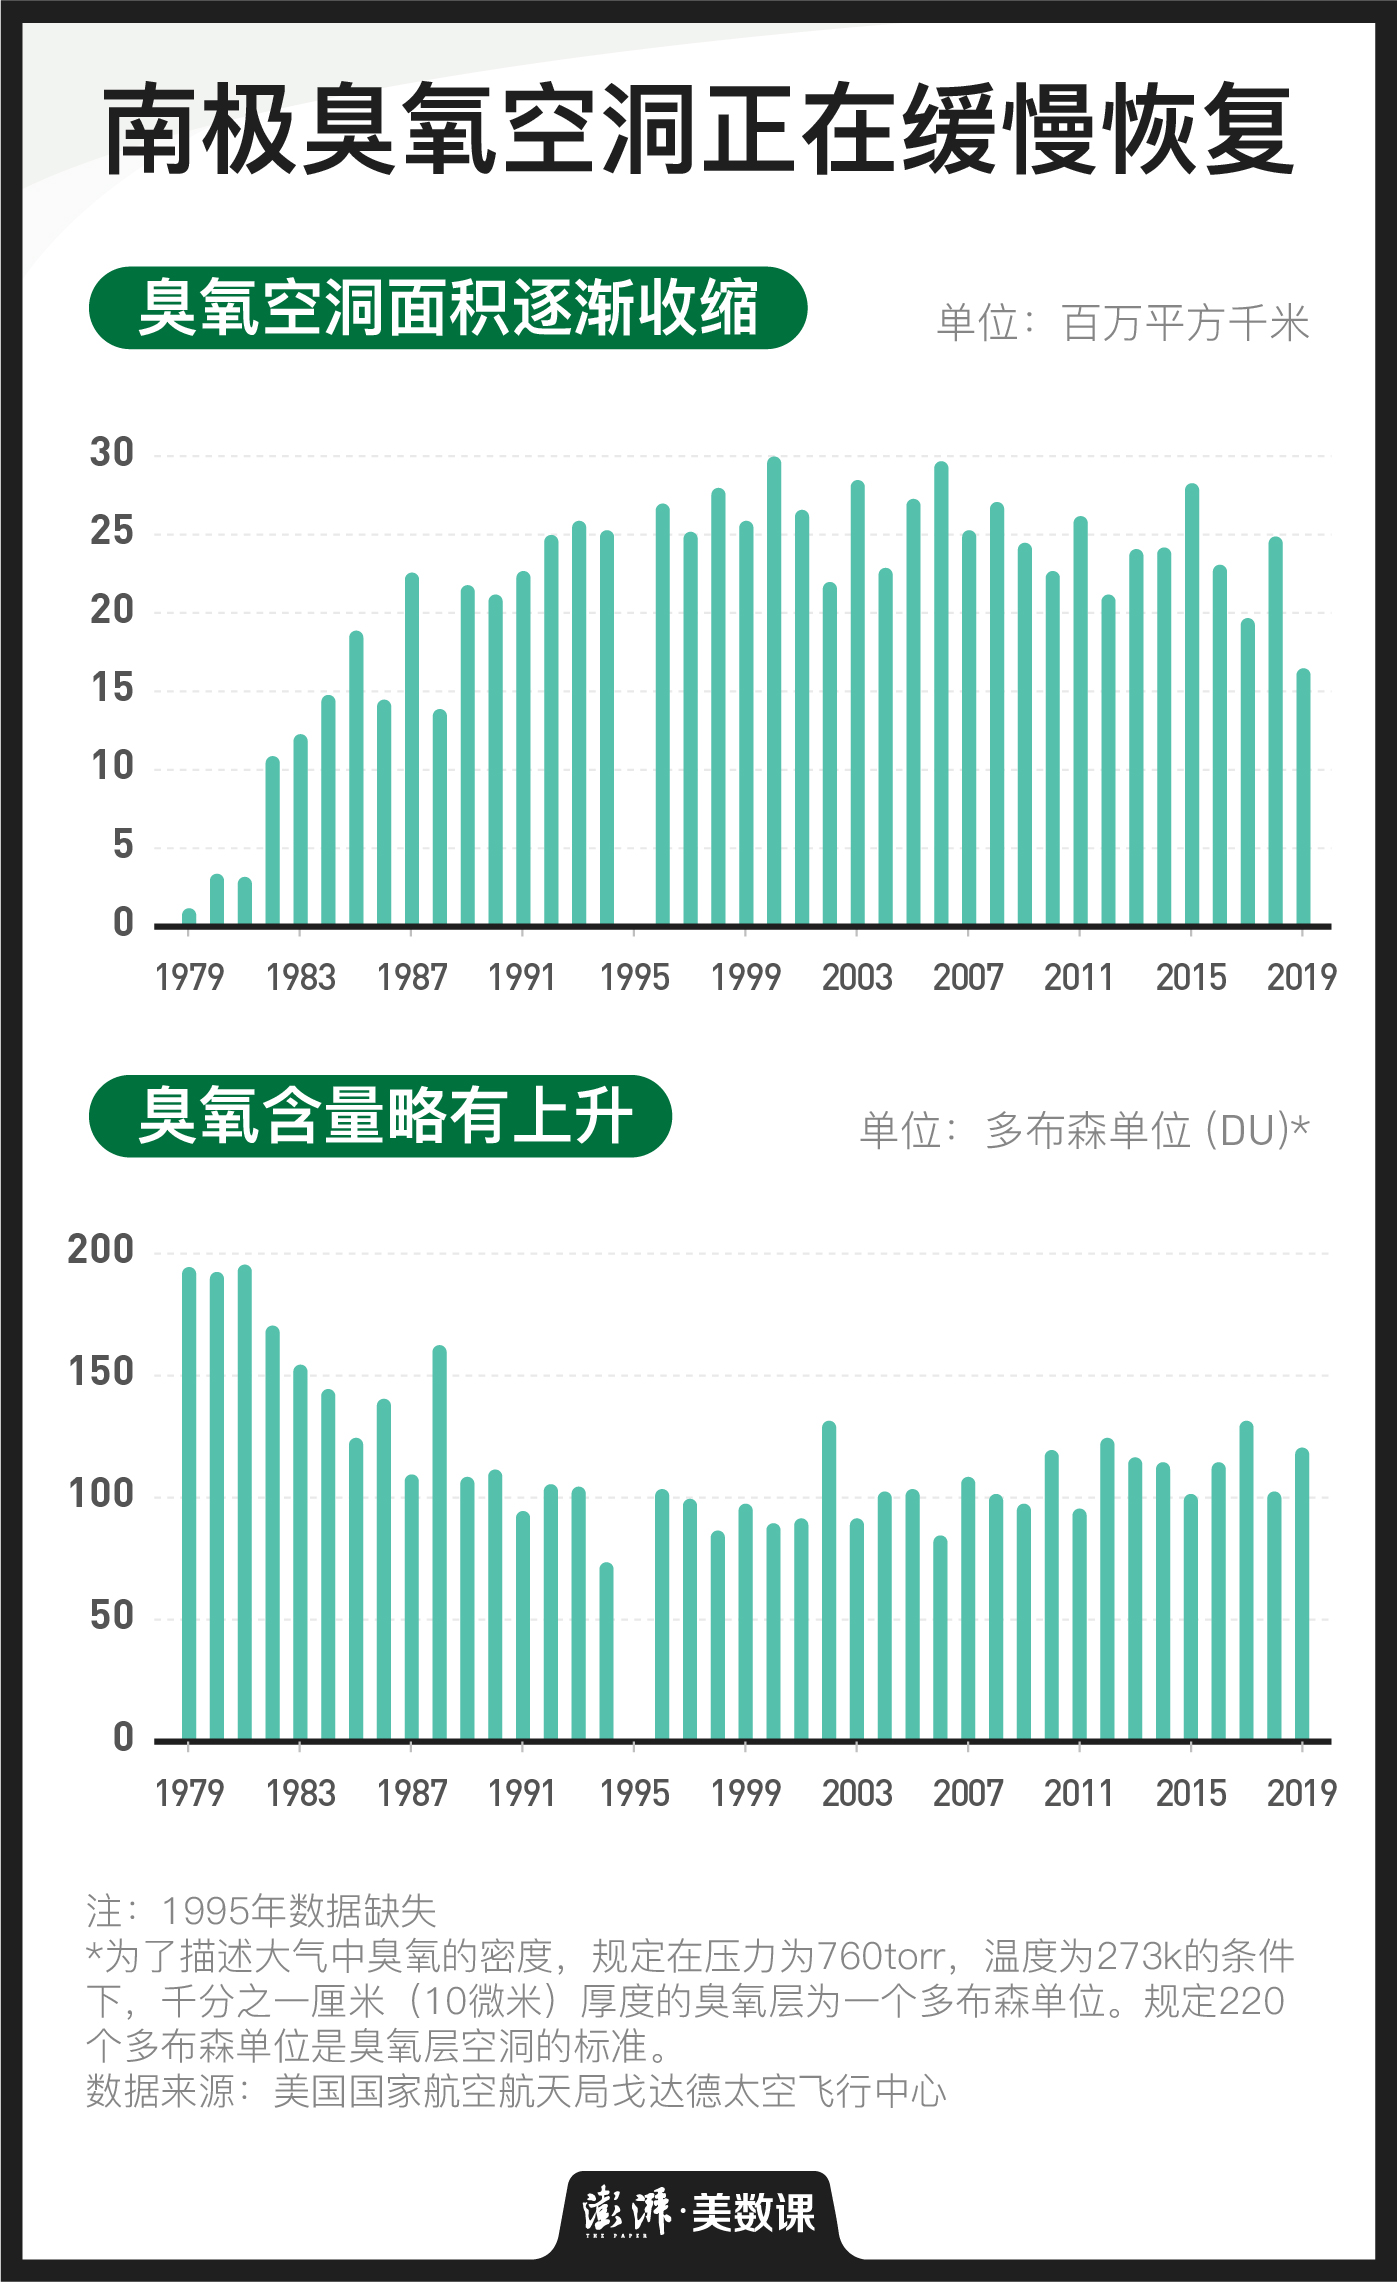 南极臭氧空洞正在缓慢恢复
臭氧空洞面积逐渐收缩
单位：百万平方千米
30
25
20
15
10
5
0
1979 1983 1987 1991 1995 1999 2003 2007 2011 2015 2019
臭氧含量略有上升
单位：多布森单位 (DU)*
200
150
100
50
0
1979 1983 1987 1991 1995 1999 2003 2007 2011 2015 2019
注：1995年数据缺失
*为了描述大气中臭氧的密度，规定在压力为760torr，温度为273k的条件
下，千分之一厘米（10微米）厚度的臭氧层为一个多布森单位。规定220
个多布森单位是臭氧层空洞的标准。
数据来源：美国国家航空航天局戈达德太空飞行中心
澎湃·美数课
THE PAPER